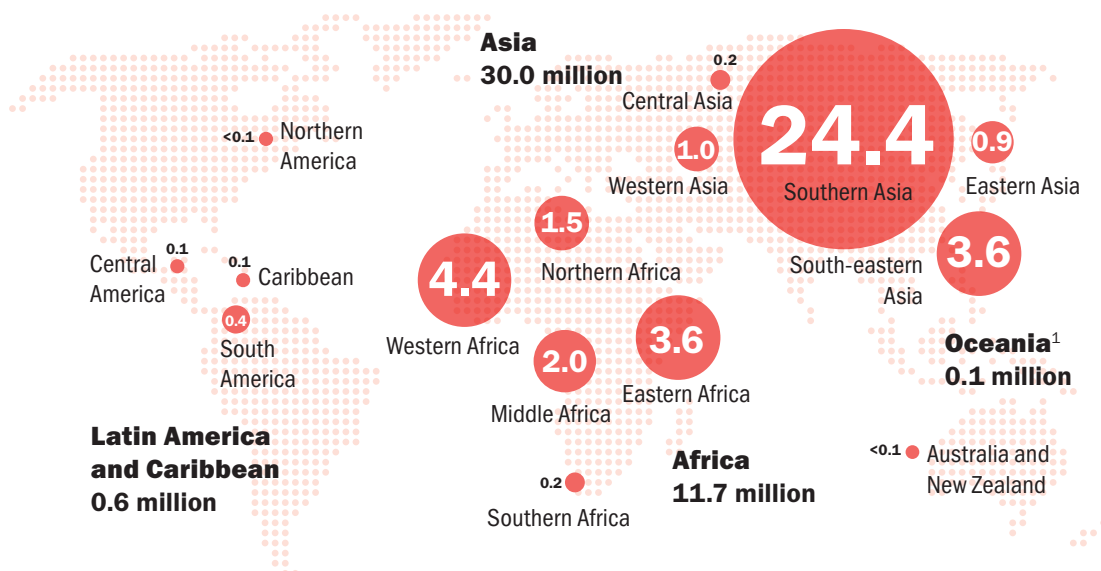 Asia
30.0 million
0.2
Central Asia
24.4
Southern Asia
1.0
Western Asia
0.9
Eastern Asia
3.6
South-eastern
Asia
<0.1
Northern
America
0.1
Central
America
0.1
Caribbean
0.4
South
America
Latin America
and Caribbean
0.6 million
1.5
Northern Africa
4.4
Western Africa
2.0
Middle Africa
3.6
Eastern Africa
0.2
Southern Africa
Africa
11.7 million
Oceania¹
0.1 million
<0.1
Australia and
New Zealand